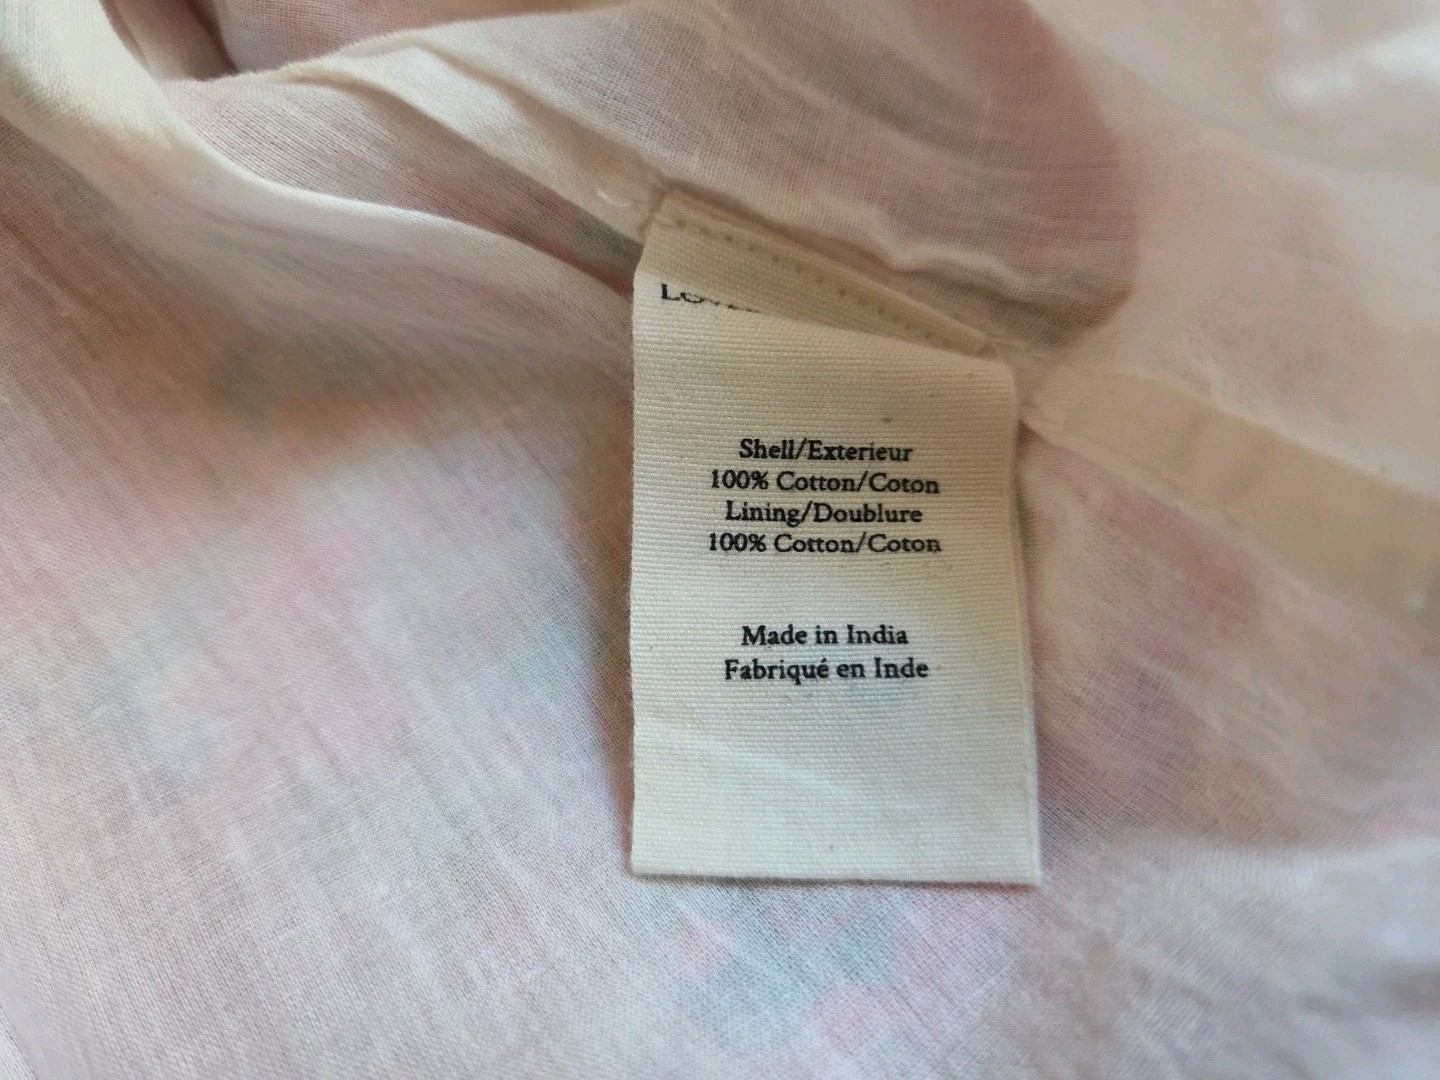 Shell/Exterieur
100% Cotton/Coton
Lining/Doublure
100% Cotton/Coton
Made in India
Fabriqué en Inde